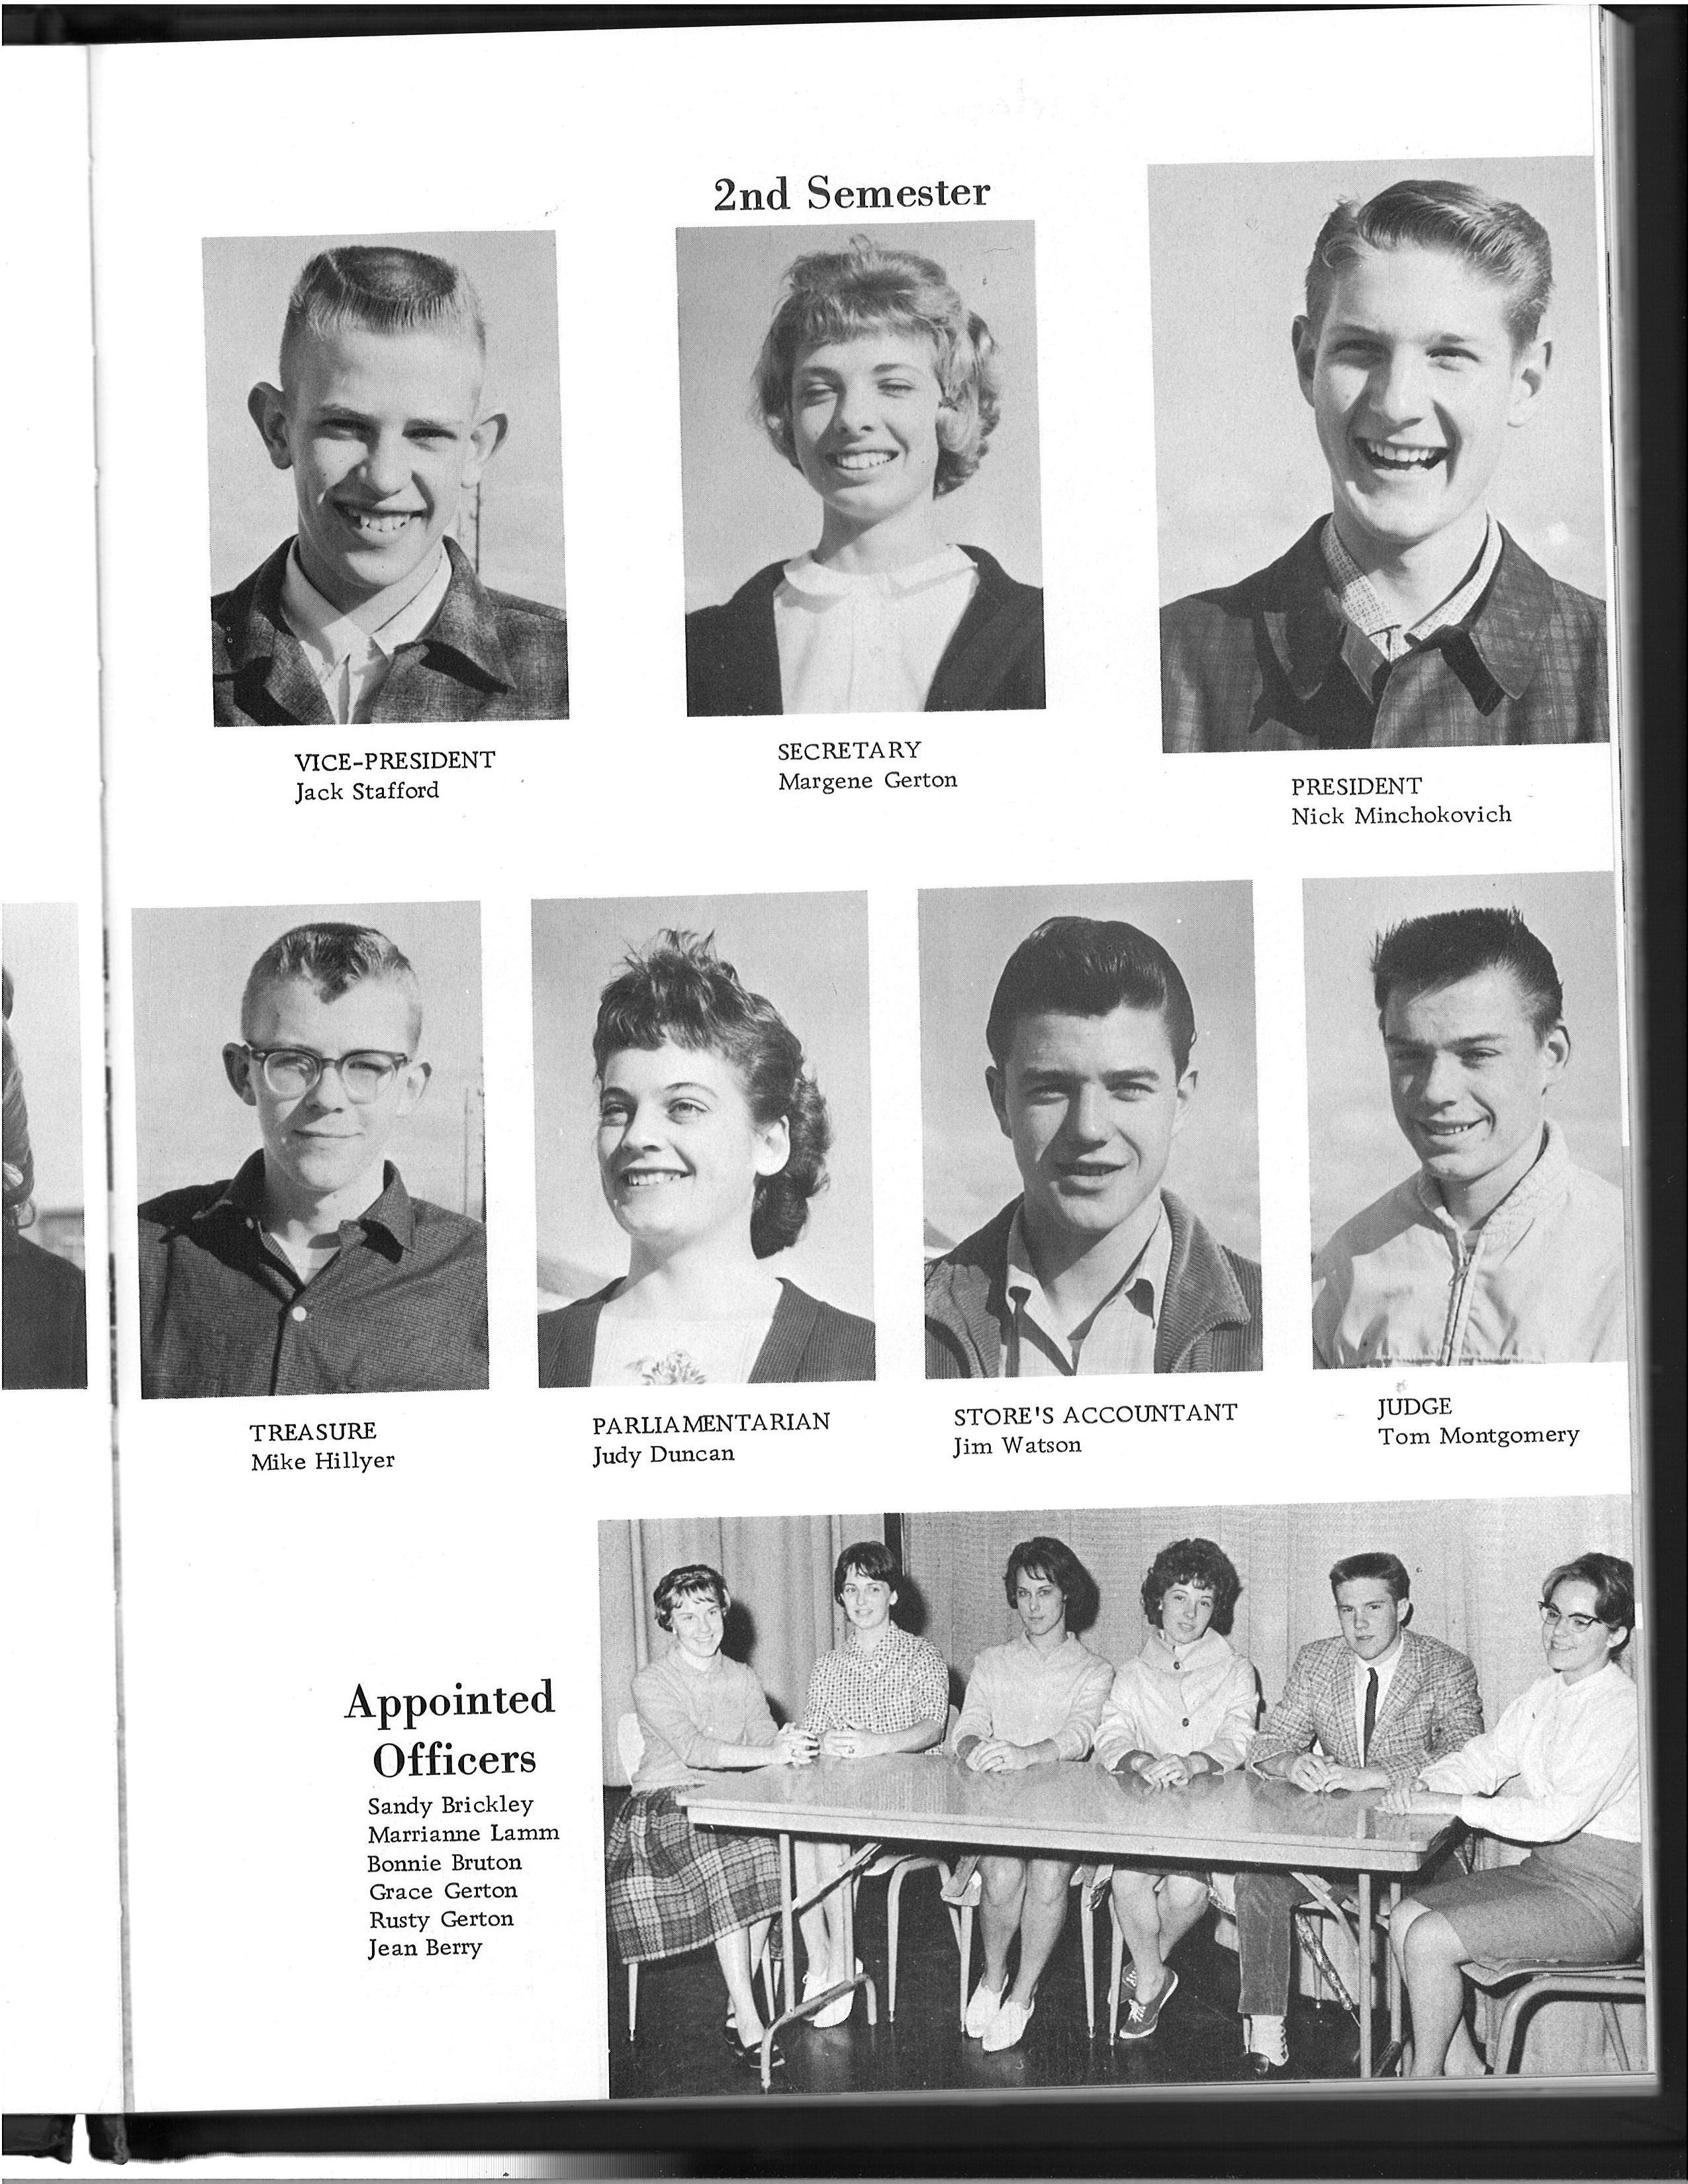 2nd Semester
VICE-PRESIDENT
Jack Stafford
SECRETARY
Margene Gerton
PRESIDENT
Nick Minchokovich
TREASURE
Mike Hillyer
PARLIAMENTARIAN
Judy Duncan
STORE'S ACCOUNTANT
Jim Watson
JUDGE
Tom Montgomery
Appointed
Officers
Sandy Brickley
Marrianne Lamm
Bonnie Bruton
Grace Gerton
Rusty Gerton
Jean Berry